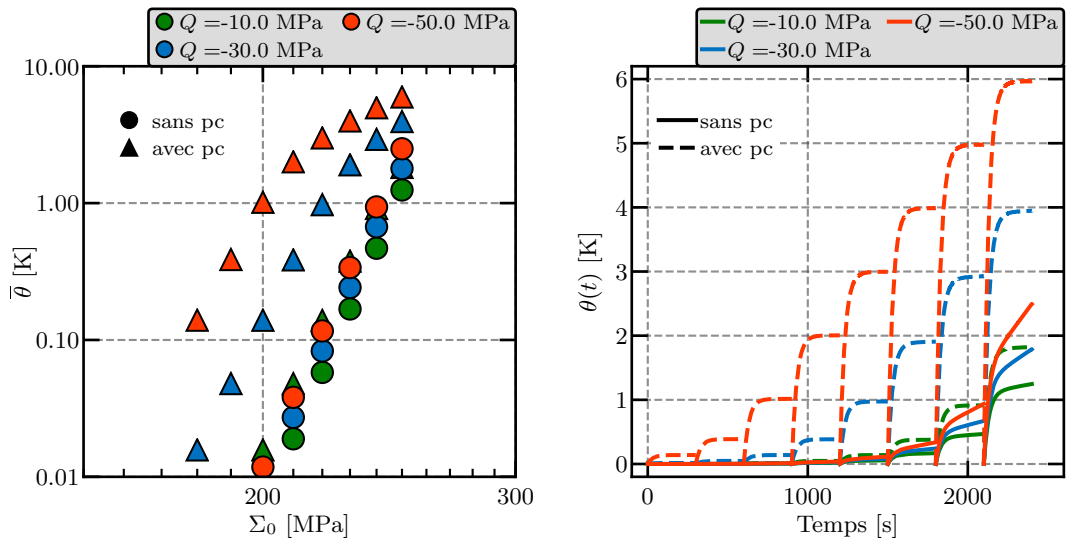 Q =-10.0 MPa
Q =-50.0 MPa
Q =-30.0 MPa
10.00
1.00
0.10
0.01
θ̅ [K]
sans pc
avec pc
200
300
Σ₀ [MPa]
Q =-10.0 MPa
Q =-50.0 MPa
Q =-30.0 MPa
6
5
4
3
2
1
0
θ(t) [K]
sans pc
avec pc
0
1000
2000
Temps [s]